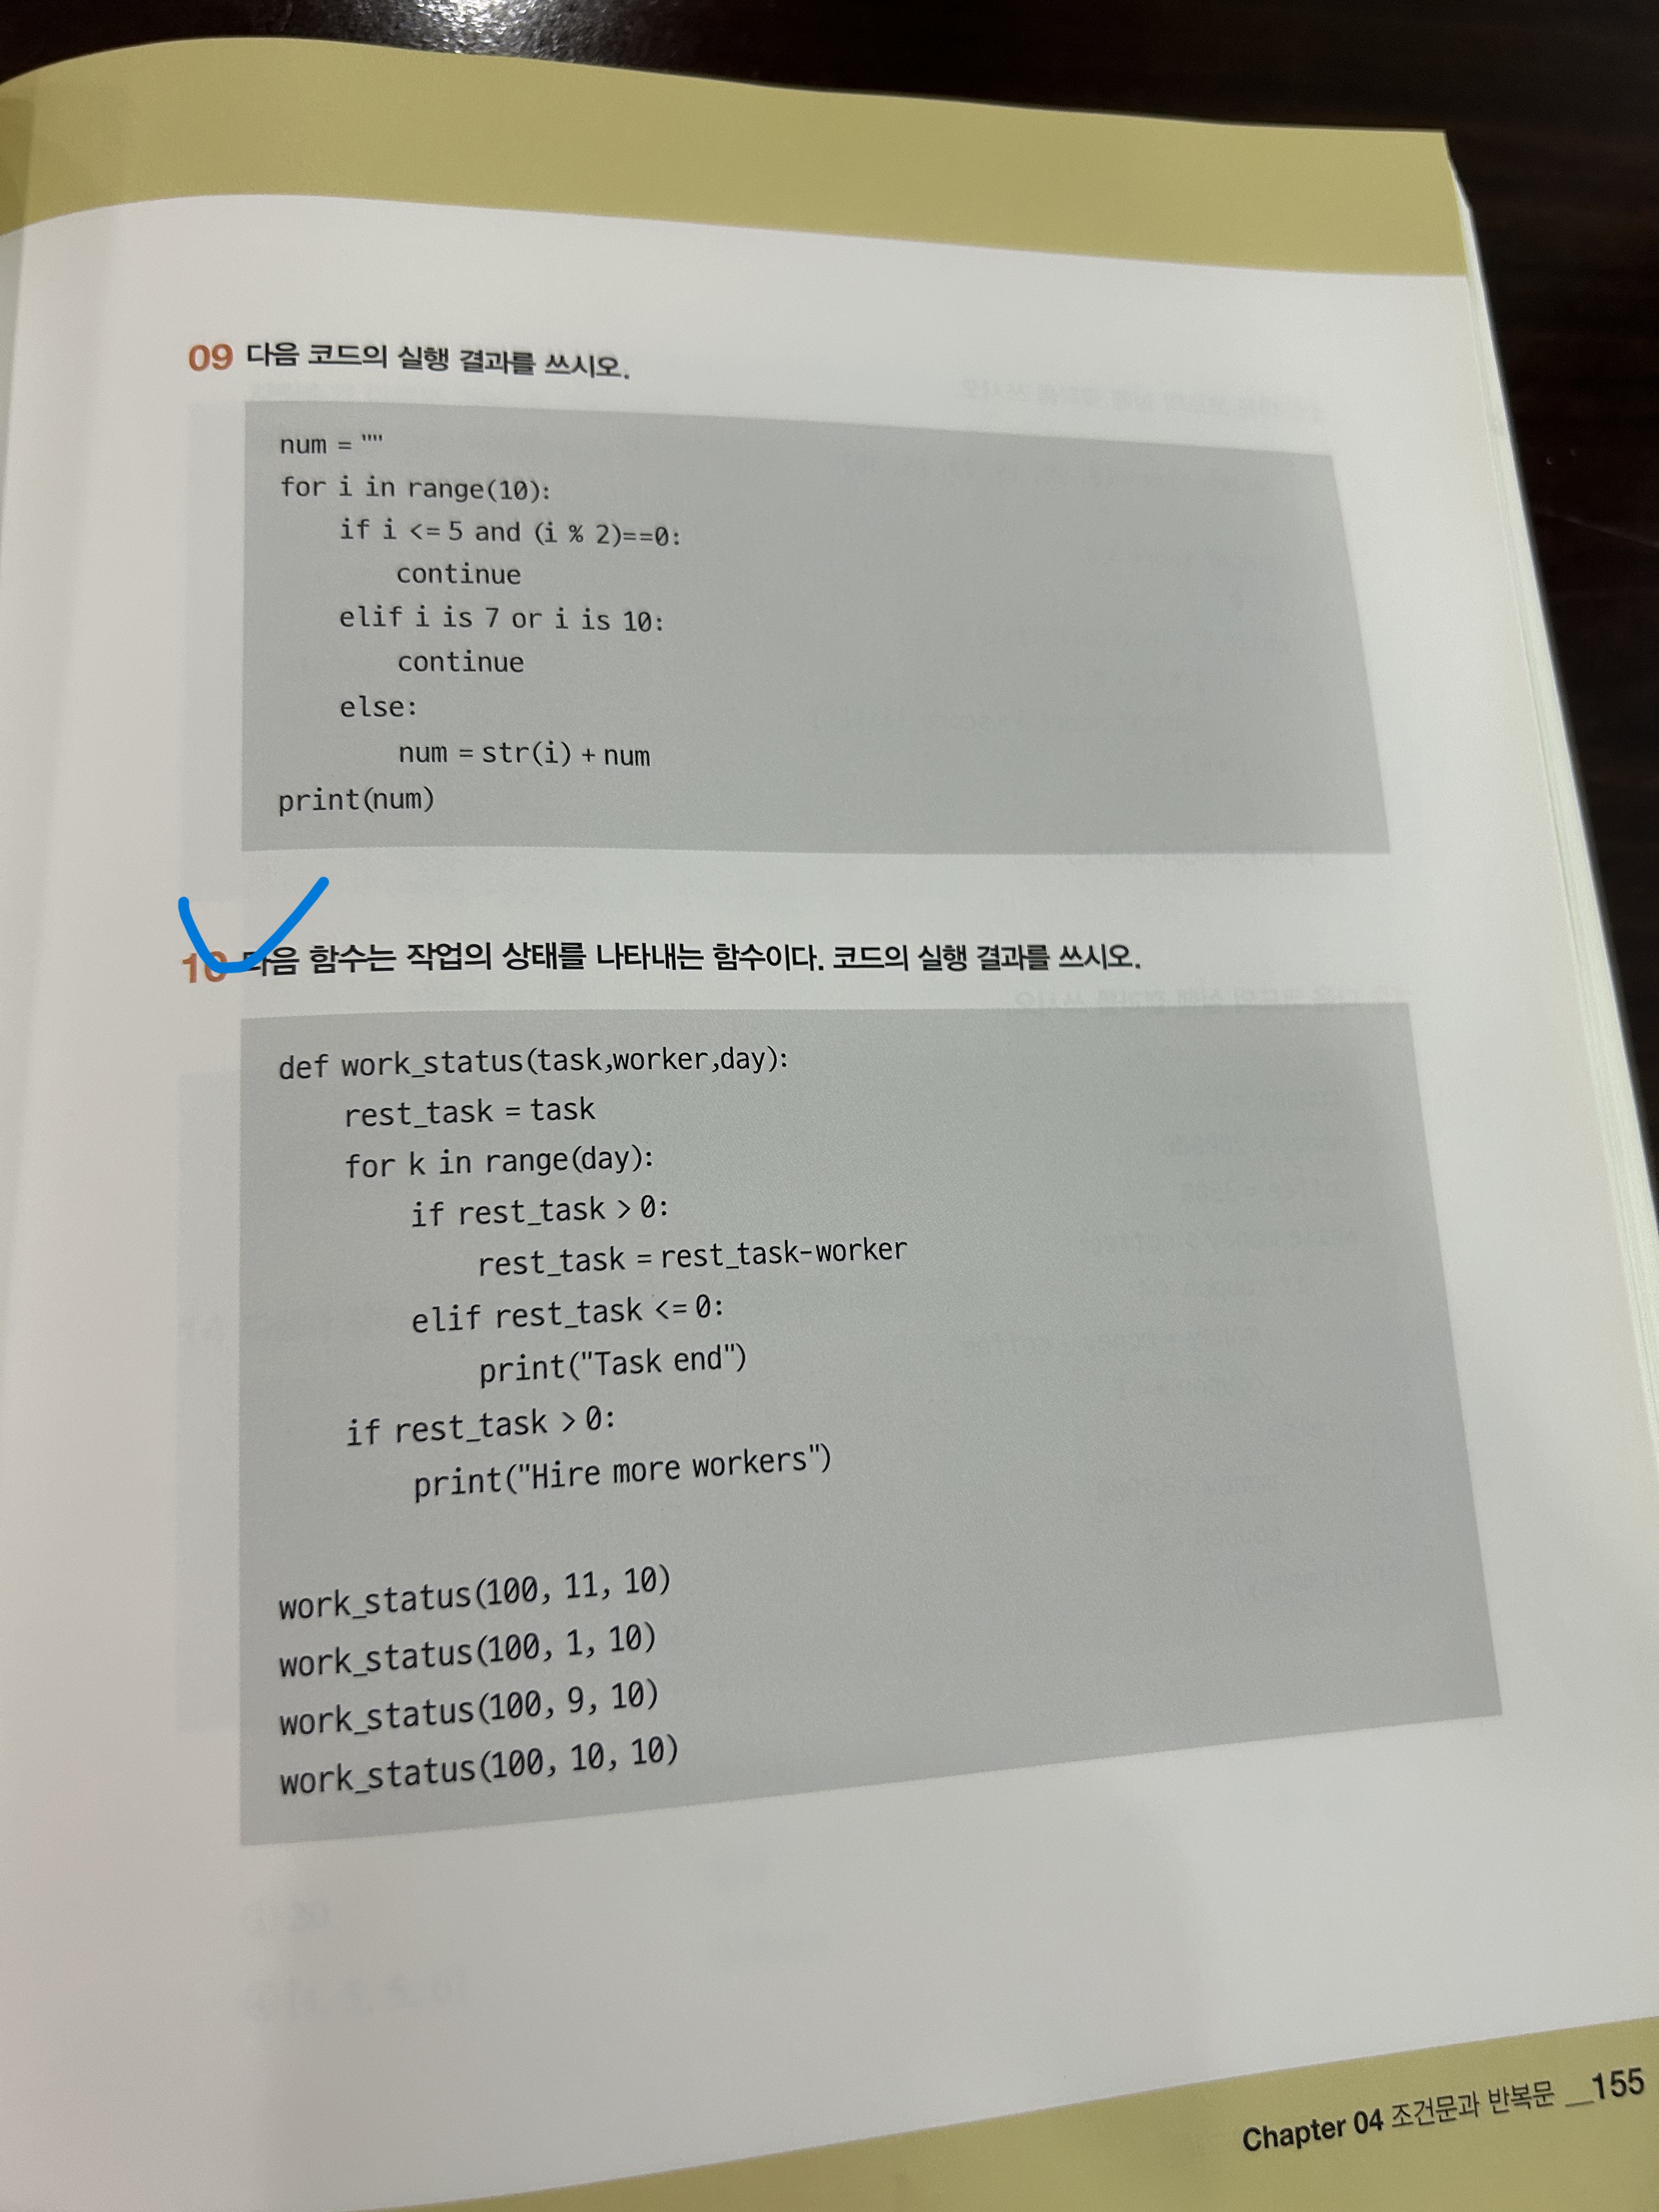 09 다음 코드의 실행 결과를 쓰시오.
num = ""
for i in range(10):
    if i <= 5 and (i % 2)==0:
        continue
    elif i is 7 or i is 10:
        continue
    else:
        num = str(i) + num
print(num)
10 다음 함수는 작업의 상태를 나타내는 함수이다. 코드의 실행 결과를 쓰시오.
def work_status(task,worker,day):
    rest_task = task
    for k in range(day):
        if rest_task > 0:
            rest_task = rest_task-worker
        elif rest_task <= 0:
            print("Task end")
    if rest_task > 0:
        print("Hire more workers")
work_status(100, 11, 10)
work_status(100, 1, 10)
work_status(100, 9, 10)
work_status(100, 10, 10)
Chapter 04 조건문과 반복문 __155